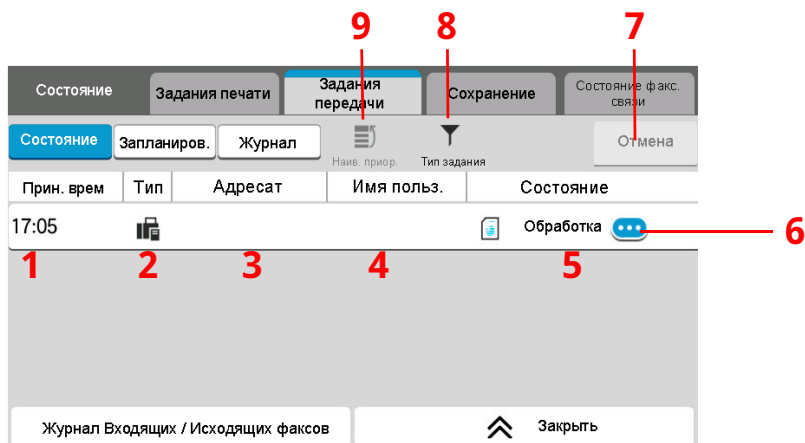 9 8 7
Состояние
Задания печати
Задания
передачи
Сохранение
Состояние факс.
связи
Состояние Запланиров. Журнал Наив. приор. Тип задания Отмена
Прин. врем Тип Адресат Имя польз. Состояние
17:05 Обработка 6
1 2 3 4 5
Журнал Входящих / Исходящих факсов Закрыть